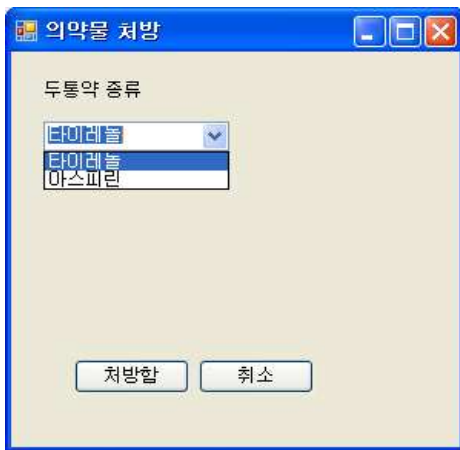 의약물 처방
두통약 종류
타이레놀
타이레놀
아스피린
처방함 취소